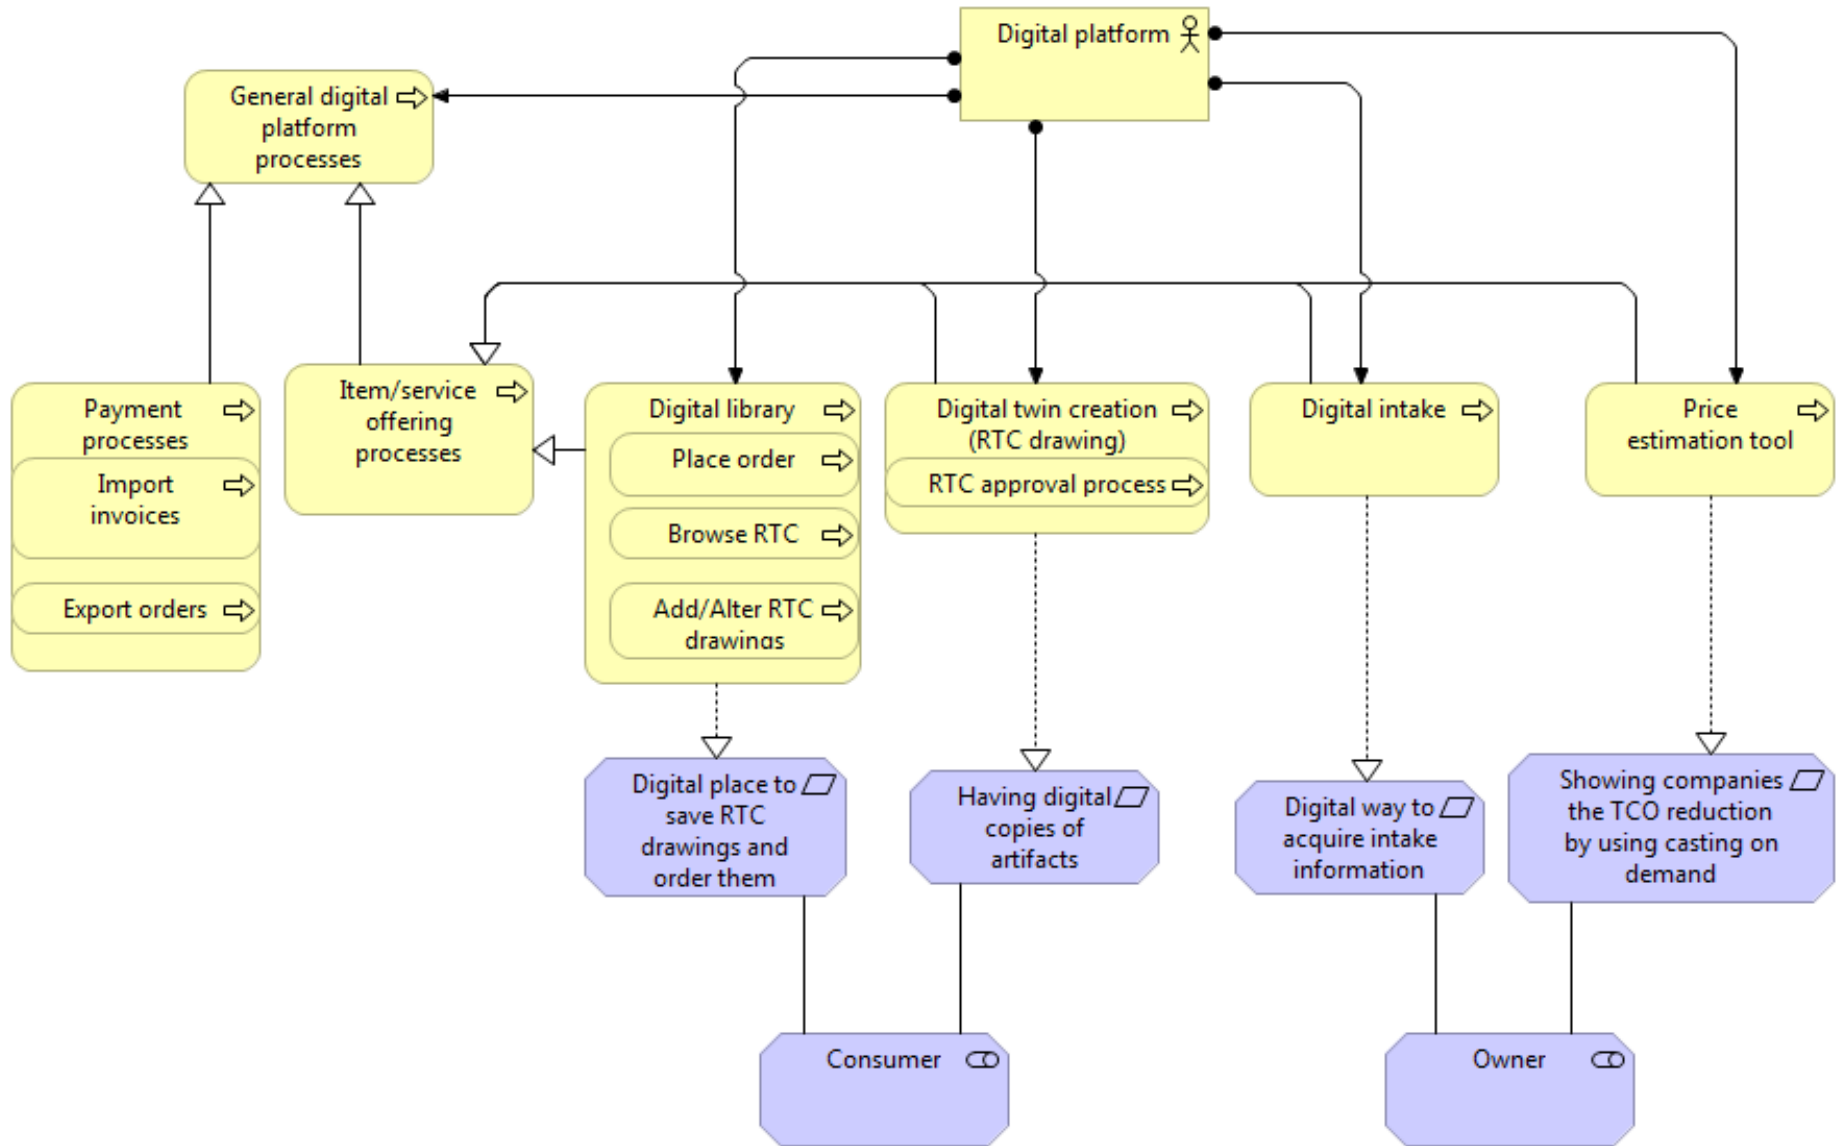 Digital platform
General digital
platform
processes
Payment
processes
Import
invoices
Export orders
Item/service
offering
processes
Digital library
Place order
Browse RTC
Add/Alter RTC
drawings
Digital twin creation
(RTC drawing)
RTC approval process
Digital intake
Price
estimation tool
Digital place to
save RTC
drawings and
order them
Having digital
copies of
artifacts
Digital way to
acquire intake
information
Showing companies
the TCO reduction
by using casting on
demand
Consumer
Owner